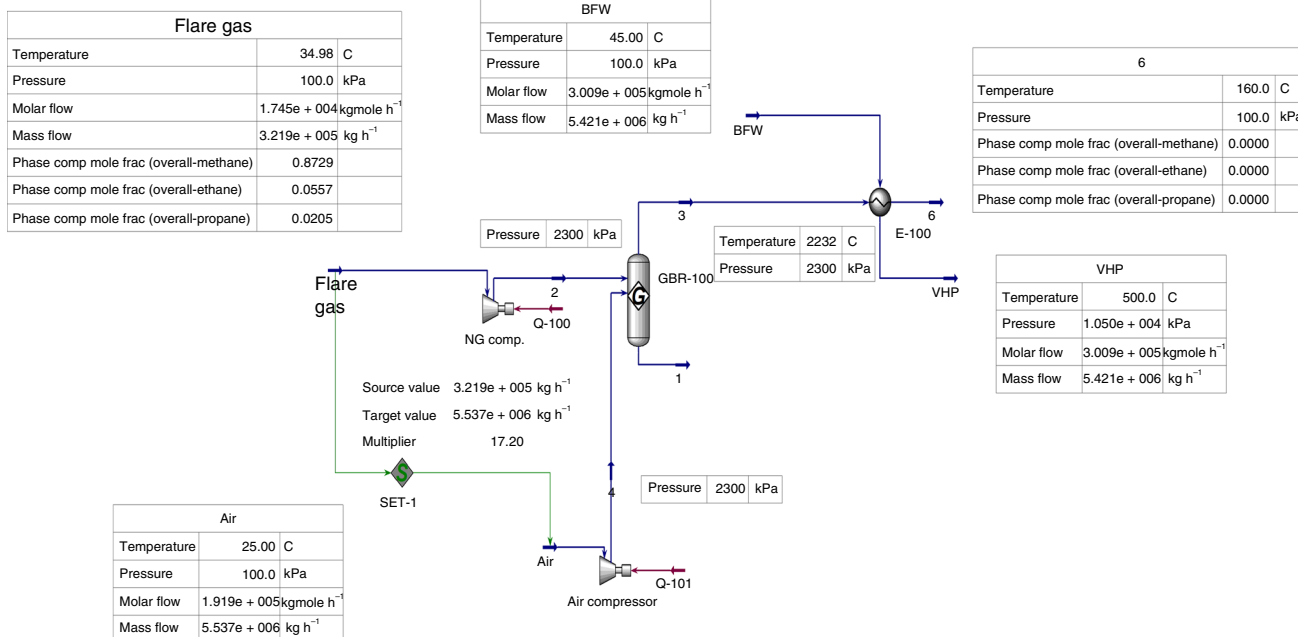 Flare gas
Temperature 34.98 C
Pressure 100.0 kPa
Molar flow 1.745e + 004 kgmole h⁻¹
Mass flow 3.219e + 005 kg h⁻¹
Phase comp mole frac (overall-methane) 0.8729
Phase comp mole frac (overall-ethane) 0.0557
Phase comp mole frac (overall-propane) 0.0205
BFW
Temperature 45.00 C
Pressure 100.0 kPa
Molar flow 3.009e + 005 kgmole h⁻¹
Mass flow 5.421e + 006 kg h⁻¹
6
Temperature 160.0 C
Pressure 100.0 kPa
Phase comp mole frac (overall-methane) 0.0000
Phase comp mole frac (overall-ethane) 0.0000
Phase comp mole frac (overall-propane) 0.0000
BFW
3
6
E-100
Pressure 2300 kPa
Temperature 2232 C
Pressure 2300 kPa
GBR-100
G
Flare
gas
2
Q-100
NG comp.
VHP
VHP
Temperature 500.0 C
Pressure 1.050e + 004 kPa
Molar flow 3.009e + 005 kgmole h⁻¹
Mass flow 5.421e + 006 kg h⁻¹
1
Source value 3.219e + 005 kg h⁻¹
Target value 5.537e + 006 kg h⁻¹
Multiplier 17.20
S
SET-1
4
Pressure 2300 kPa
Air
Temperature 25.00 C
Pressure 100.0 kPa
Molar flow 1.919e + 005 kgmole h⁻¹
Mass flow 5.537e + 006 kg h⁻¹
Air
Q-101
Air compressor